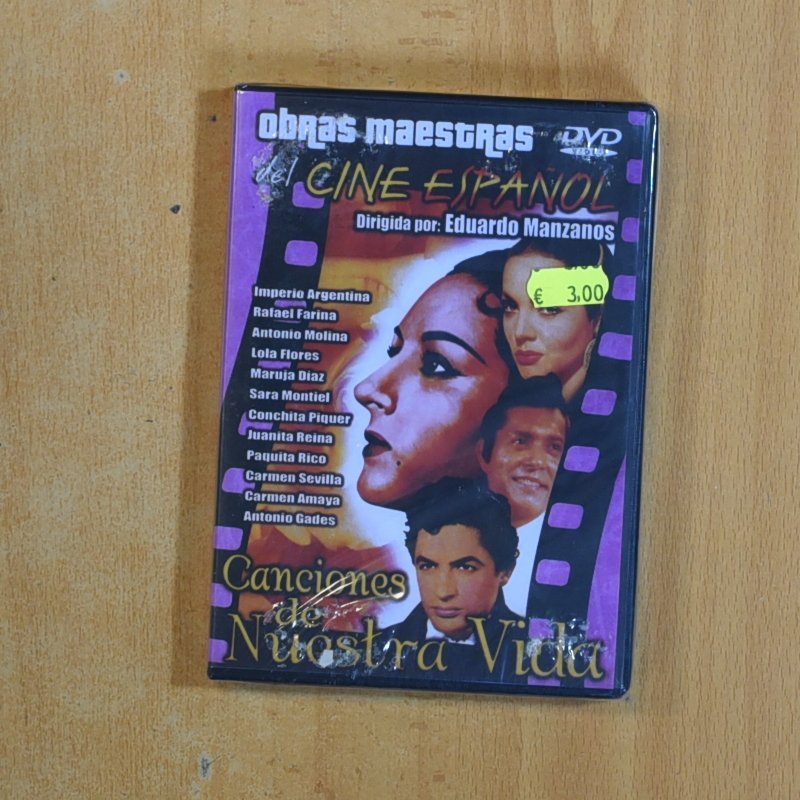 Obras maestras
DVD
VIDEO
del CINE ESPAÑOL
Dirigida por: Eduardo Manzanos
€ 3,00
Imperio Argentina
Rafael Farina
Antonio Molina
Lola Flores
Maruja Díaz
Sara Montiel
Conchita Piquer
Juanita Reina
Paquita Rico
Carmen Sevilla
Carmen Amaya
Antonio Gades
Canciones
de
Nuestra Vida